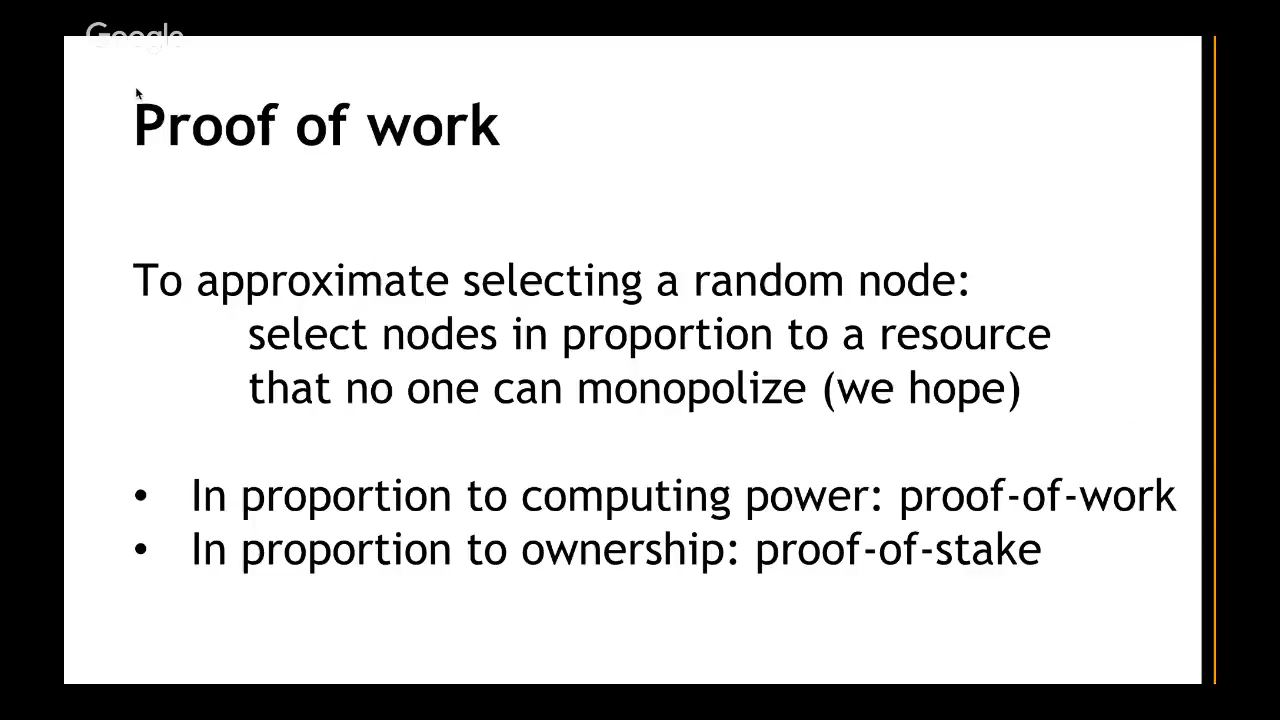 Google
Proof of work
To approximate selecting a random node:
select nodes in proportion to a resource
that no one can monopolize (we hope)
• In proportion to computing power: proof-of-work
• In proportion to ownership: proof-of-stake